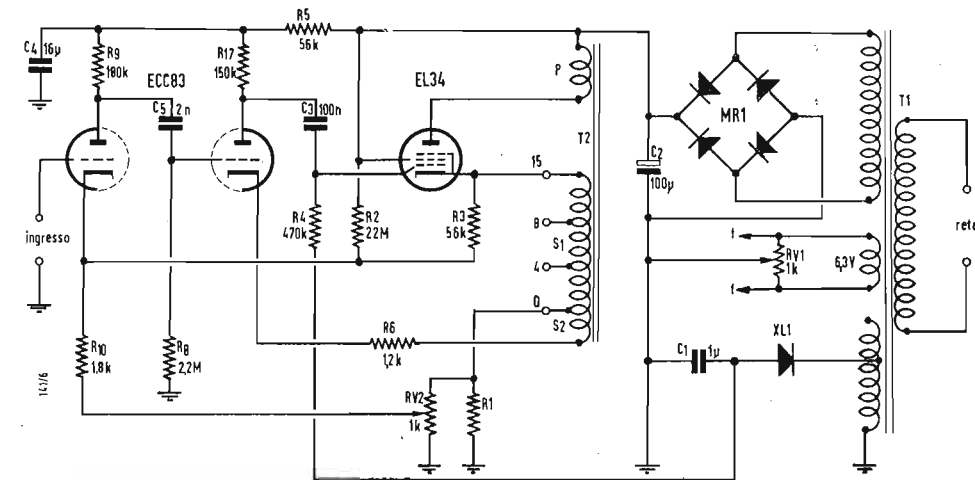 C4 16µ
R9
180k
ECC83
R17
150k
R5
56k
EL34
P
T2
MR1
T1
C5 2n
C3 100n
C2
100µ
15
8
S1
4
0
S2
R4
470k
R2
22M
R3
56k
ingresso
rete
f
f
RV1
1k
6,3V
R6
1,2k
C1 1µ
XL1
R10
1,8k
R8
2,2M
RV2
1k
R1
141/6